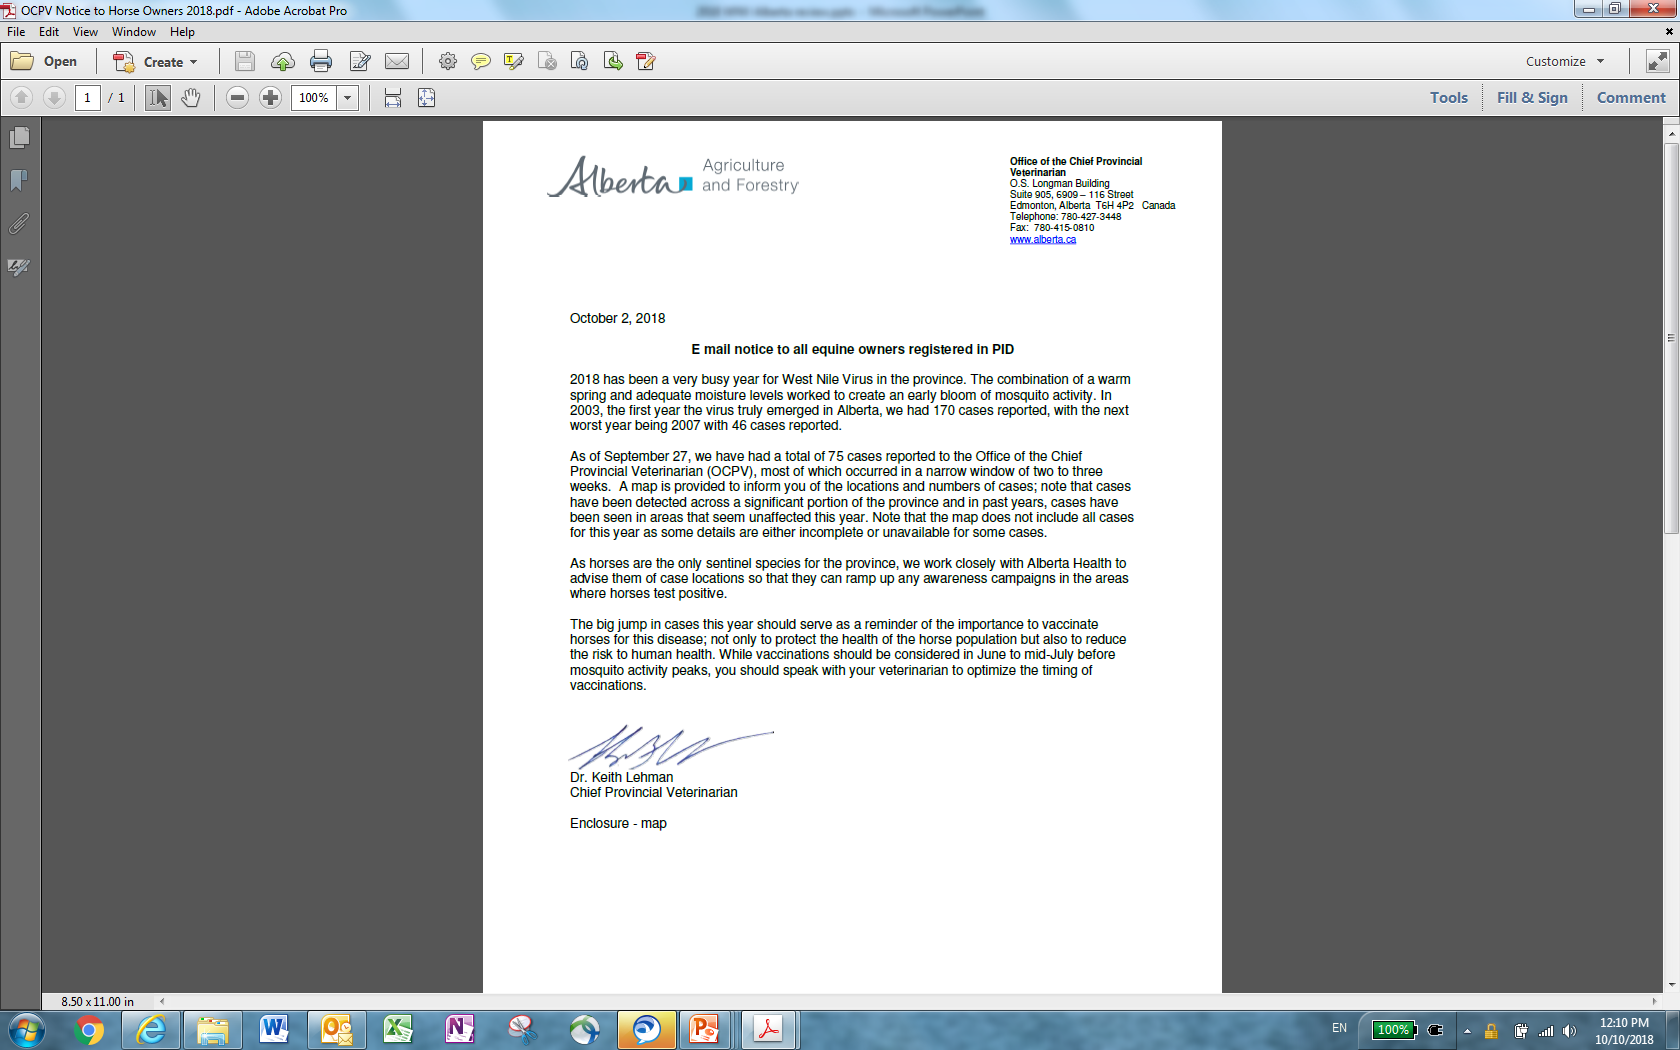 OCPV Notice to Horse Owners 2018.pdf - Adobe Acrobat Pro
File Edit View Window Help
Open Create Customize
1 / 1 100% Tools Fill & Sign Comment
Alberta Agriculture
and Forestry
Office of the Chief Provincial
Veterinarian
O.S. Longman Building
Suite 905, 6909 – 116 Street
Edmonton, Alberta T6H 4P2 Canada
Telephone: 780-427-3448
Fax: 780-415-0810
www.alberta.ca
October 2, 2018
E mail notice to all equine owners registered in PID
2018 has been a very busy year for West Nile Virus in the province. The combination of a warm
spring and adequate moisture levels worked to create an early bloom of mosquito activity. In
2003, the first year the virus truly emerged in Alberta, we had 170 cases reported, with the next
worst year being 2007 with 46 cases reported.
As of September 27, we have had a total of 75 cases reported to the Office of the Chief
Provincial Veterinarian (OCPV), most of which occurred in a narrow window of two to three
weeks. A map is provided to inform you of the locations and numbers of cases; note that cases
have been detected across a significant portion of the province and in past years, cases have
been seen in areas that seem unaffected this year. Note that the map does not include all cases
for this year as some details are either incomplete or unavailable for some cases.
As horses are the only sentinel species for the province, we work closely with Alberta Health to
advise them of case locations so that they can ramp up any awareness campaigns in the areas
where horses test positive.
The big jump in cases this year should serve as a reminder of the importance to vaccinate
horses for this disease; not only to protect the health of the horse population but also to reduce
the risk to human health. While vaccinations should be considered in June to mid-July before
mosquito activity peaks, you should speak with your veterinarian to optimize the timing of
vaccinations.
Dr. Keith Lehman
Chief Provincial Veterinarian
Enclosure - map
8.50 x 11.00 in
EN 100% 12:10 PM
10/10/2018